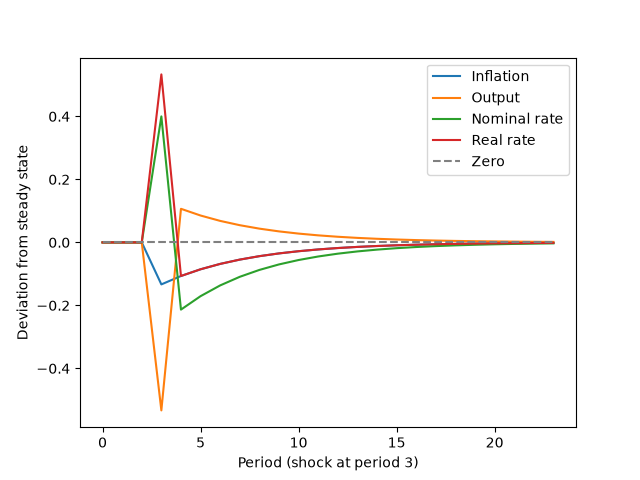 Inflation
Output
Nominal rate
Real rate
Zero
Deviation from steady state
0.4
0.2
0.0
−0.2
−0.4
0
5
10
15
20
Period (shock at period 3)